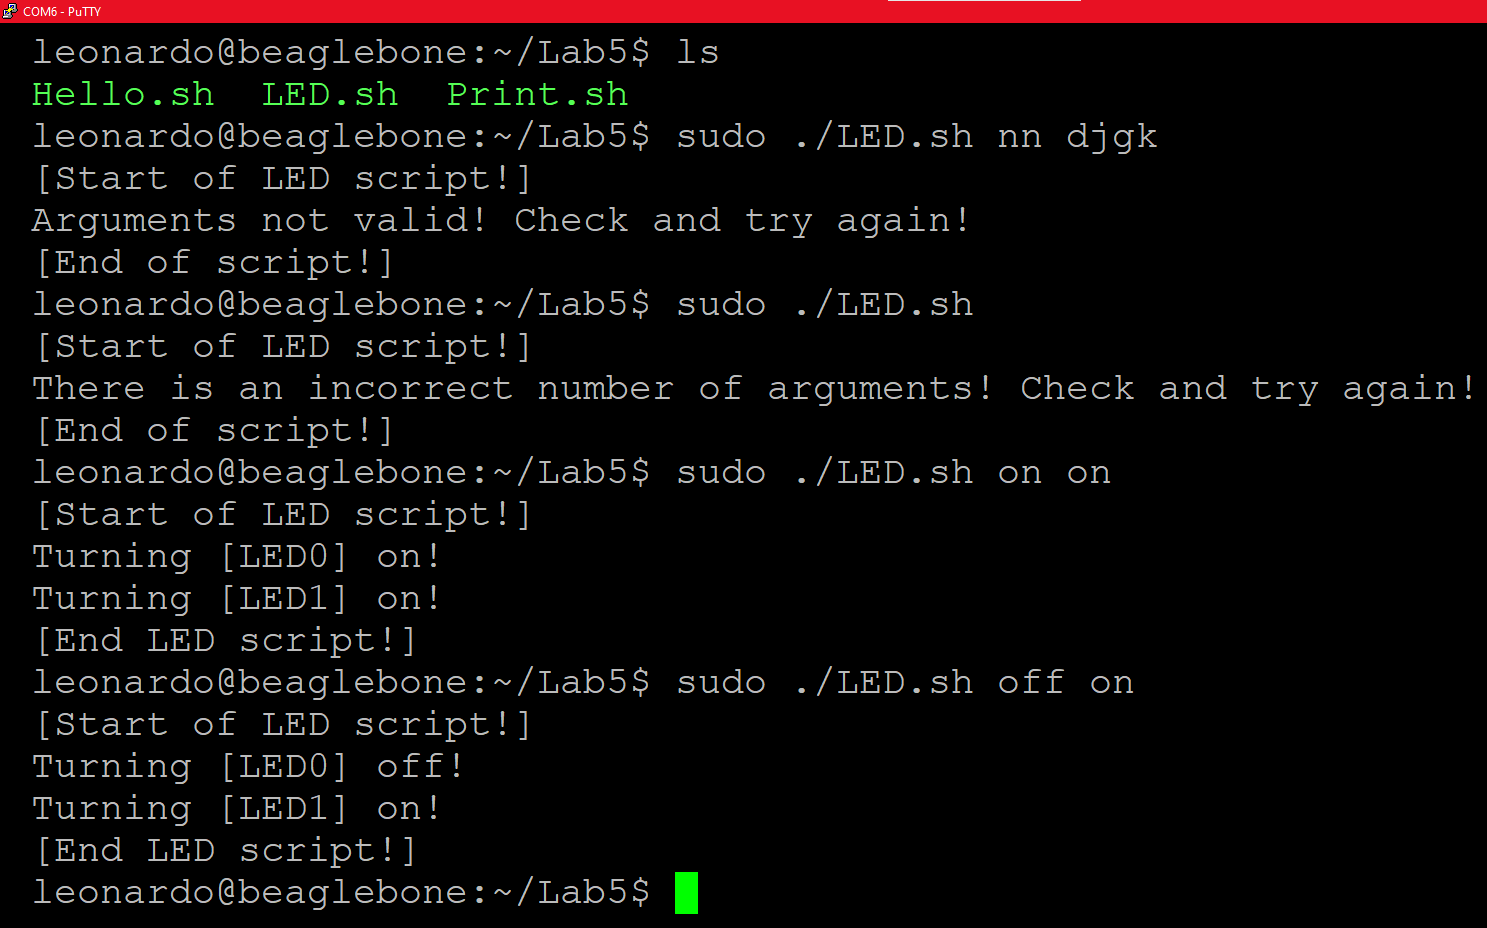 COM6 - PuTTY
leonardo@beaglebone:~/Lab5$ ls
Hello.sh  LED.sh  Print.sh
leonardo@beaglebone:~/Lab5$ sudo ./LED.sh nn djgk
[Start of LED script!]
Arguments not valid! Check and try again!
[End of script!]
leonardo@beaglebone:~/Lab5$ sudo ./LED.sh
[Start of LED script!]
There is an incorrect number of arguments! Check and try again!
[End of script!]
leonardo@beaglebone:~/Lab5$ sudo ./LED.sh on on
[Start of LED script!]
Turning [LED0] on!
Turning [LED1] on!
[End LED script!]
leonardo@beaglebone:~/Lab5$ sudo ./LED.sh off on
[Start of LED script!]
Turning [LED0] off!
Turning [LED1] on!
[End LED script!]
leonardo@beaglebone:~/Lab5$